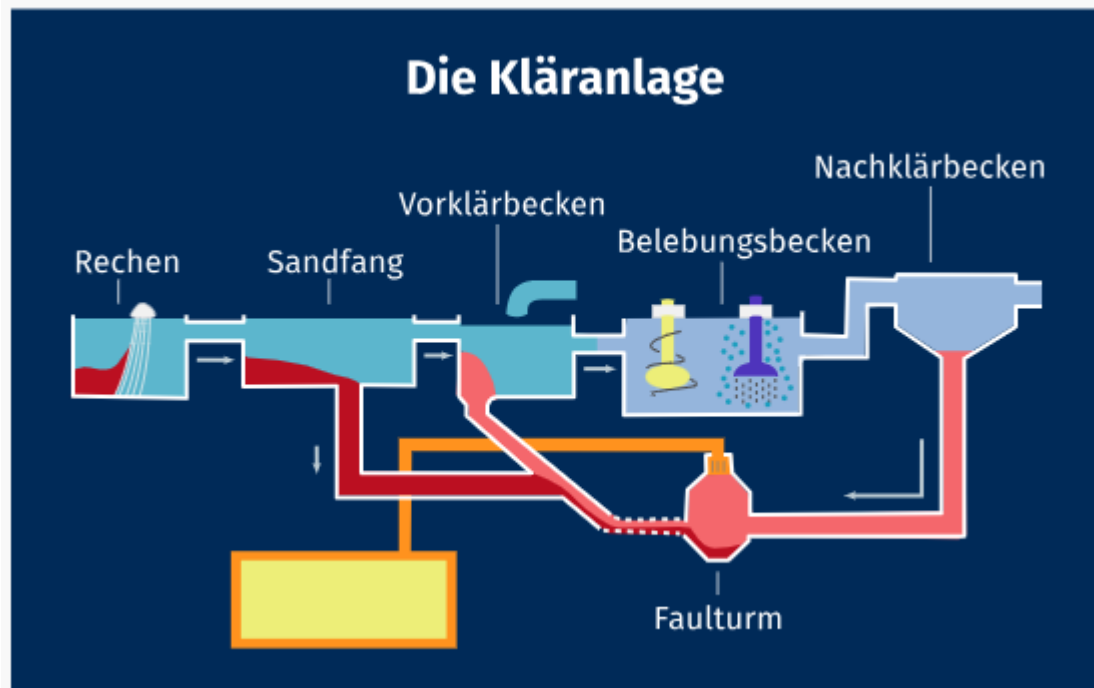 Die Kläranlage
Nachklärbecken
Vorklärbecken
Belebungsbecken
Rechen
Sandfang
Faulturm